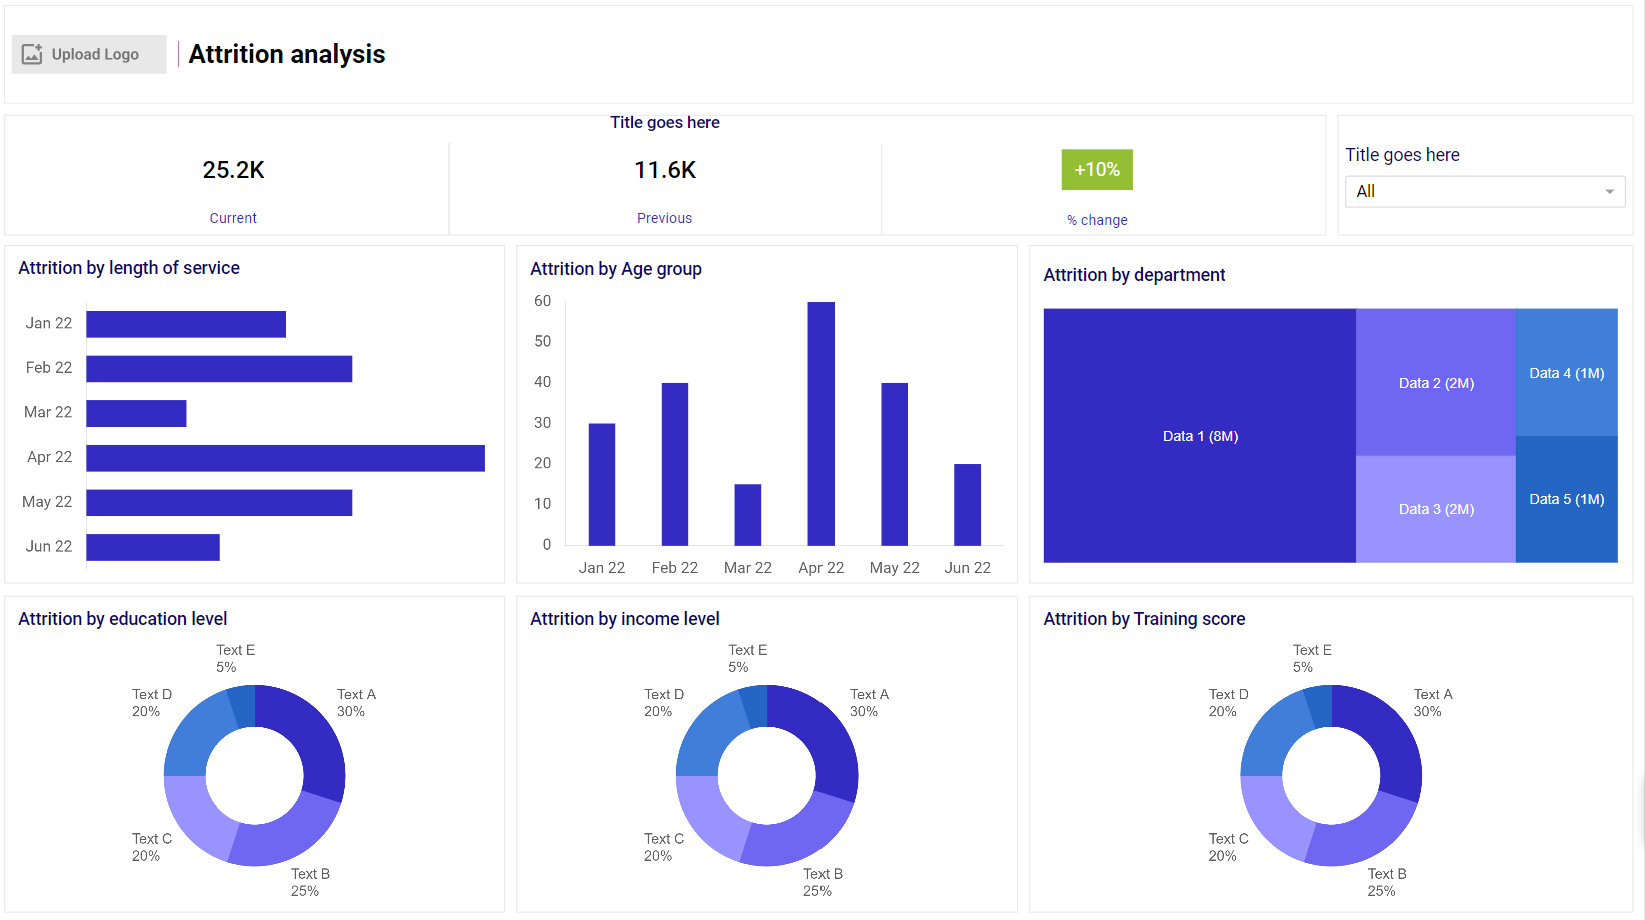 Upload Logo
Attrition analysis
Title goes here
25.2K
11.6K
+10%
Current
Previous
% change
Title goes here
All
Attrition by length of service
Jan 22
Feb 22
Mar 22
Apr 22
May 22
Jun 22
Attrition by Age group
60
50
40
30
20
10
0
Jan 22 Feb 22 Mar 22 Apr 22 May 22 Jun 22
Attrition by department
Data 1 (8M)
Data 2 (2M)
Data 3 (2M)
Data 4 (1M)
Data 5 (1M)
Attrition by education level
Text E
5%
Text D
20%
Text A
30%
Text C
20%
Text B
25%
Attrition by income level
Text E
5%
Text D
20%
Text A
30%
Text C
20%
Text B
25%
Attrition by Training score
Text E
5%
Text D
20%
Text A
30%
Text C
20%
Text B
25%